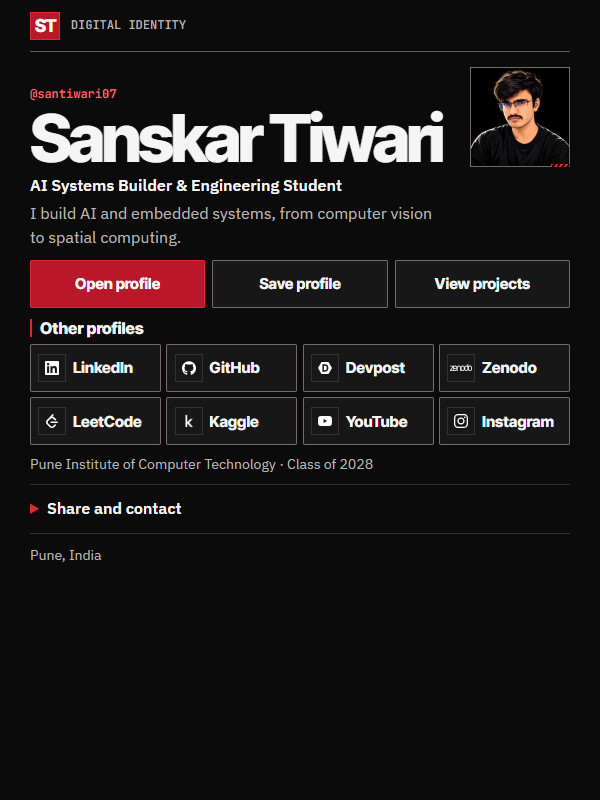 ST DIGITAL IDENTITY
@santiwari07
Sanskar Tiwari
AI Systems Builder & Engineering Student
I build AI and embedded systems, from computer vision
to spatial computing.
Open profile Save profile View projects
Other profiles
LinkedIn GitHub Devpost zenodo Zenodo
LeetCode k Kaggle YouTube Instagram
Pune Institute of Computer Technology · Class of 2028
Share and contact
Pune, India